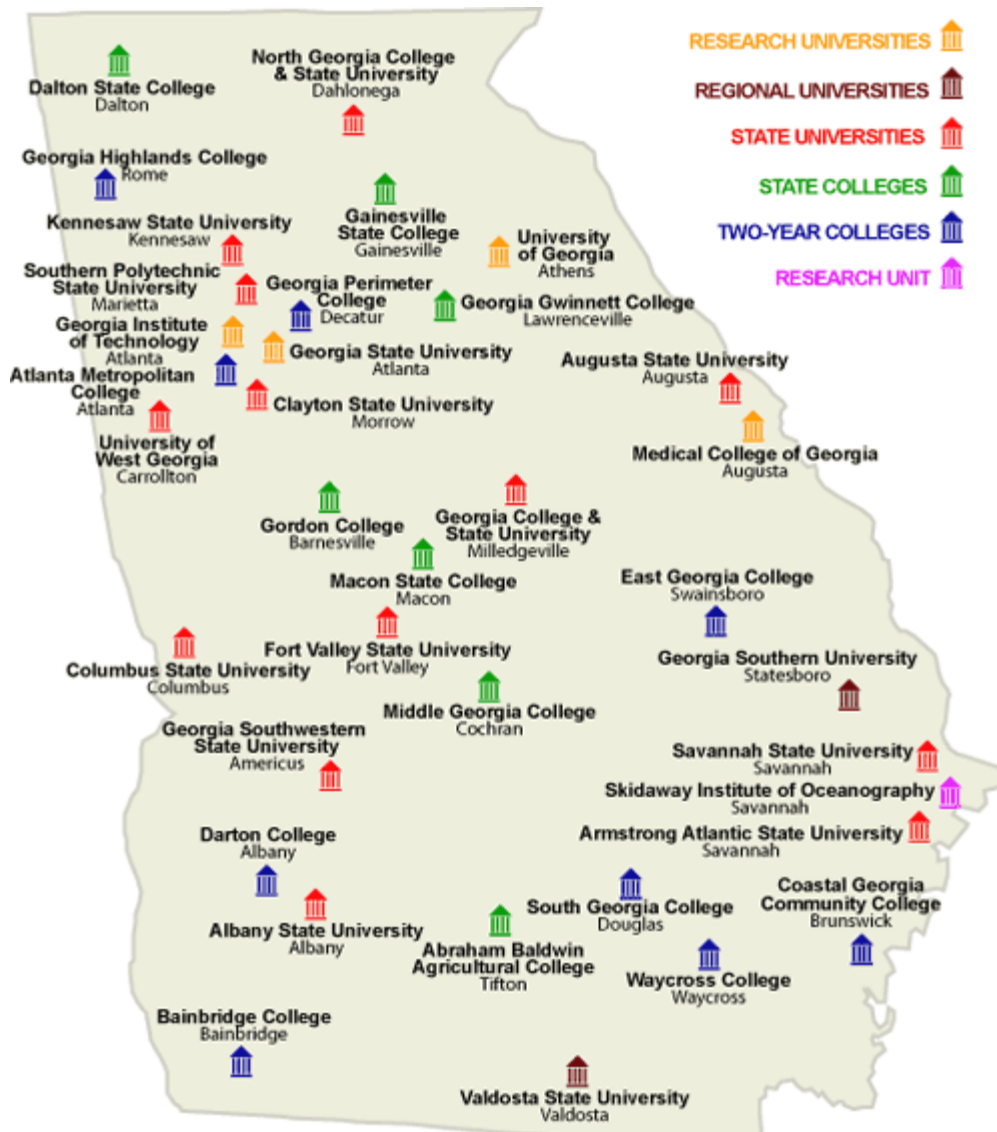 RESEARCH UNIVERSITIES
REGIONAL UNIVERSITIES
STATE UNIVERSITIES
STATE COLLEGES
TWO-YEAR COLLEGES
RESEARCH UNIT
Dalton State College
Dalton
North Georgia College
& State University
Dahlonega
Georgia Highlands College
Rome
Gainesville
State College
Gainesville
Kennesaw State University
Kennesaw
University
of Georgia
Athens
Southern Polytechnic
State University
Marietta
Georgia Perimeter
College
Decatur
Georgia Gwinnett College
Lawrenceville
Georgia Institute
of Technology
Atlanta
Georgia State University
Atlanta
Atlanta Metropolitan
College
Atlanta
Clayton State University
Morrow
Augusta State University
Augusta
University of
West Georgia
Carrollton
Medical College of Georgia
Augusta
Gordon College
Barnesville
Georgia College &
State University
Milledgeville
Macon State College
Macon
East Georgia College
Swainsboro
Fort Valley State University
Fort Valley
Columbus State University
Columbus
Georgia Southern University
Statesboro
Middle Georgia College
Cochran
Georgia Southwestern
State University
Americus
Savannah State University
Savannah
Skidaway Institute of Oceanography
Savannah
Armstrong Atlantic State University
Savannah
Darton College
Albany
Albany State University
Albany
South Georgia College
Douglas
Coastal Georgia
Community College
Brunswick
Abraham Baldwin
Agricultural College
Tifton
Waycross College
Waycross
Bainbridge College
Bainbridge
Valdosta State University
Valdosta